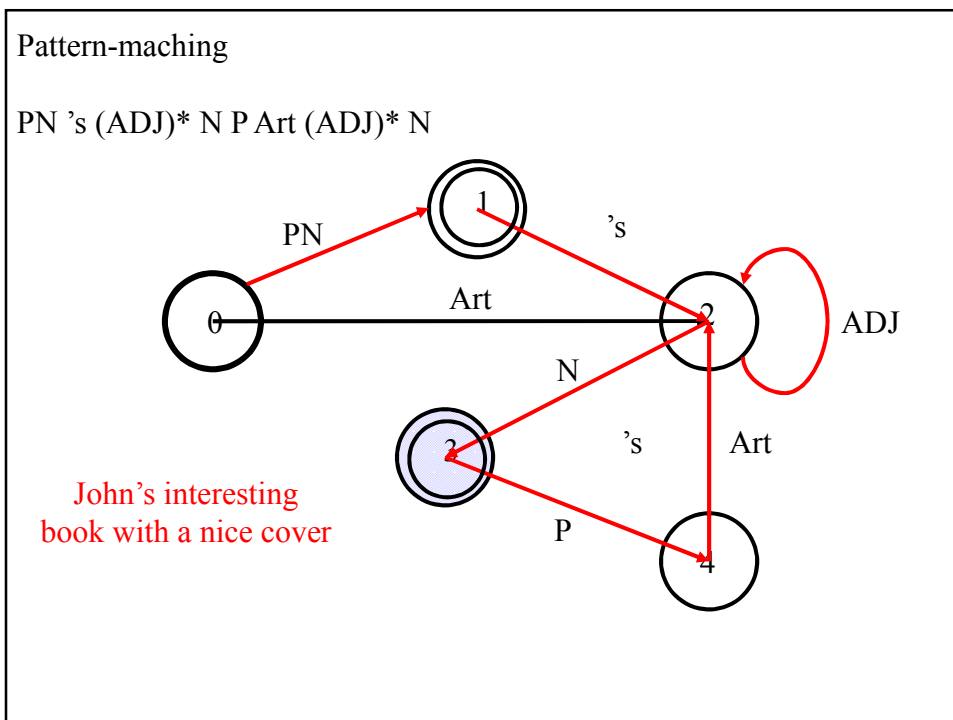 Pattern-maching
PN ’s (ADJ)* N P Art (ADJ)* N
1
PN
’s
Art
0
2
ADJ
N
3
’s
Art
John’s interesting
book with a nice cover
P
4